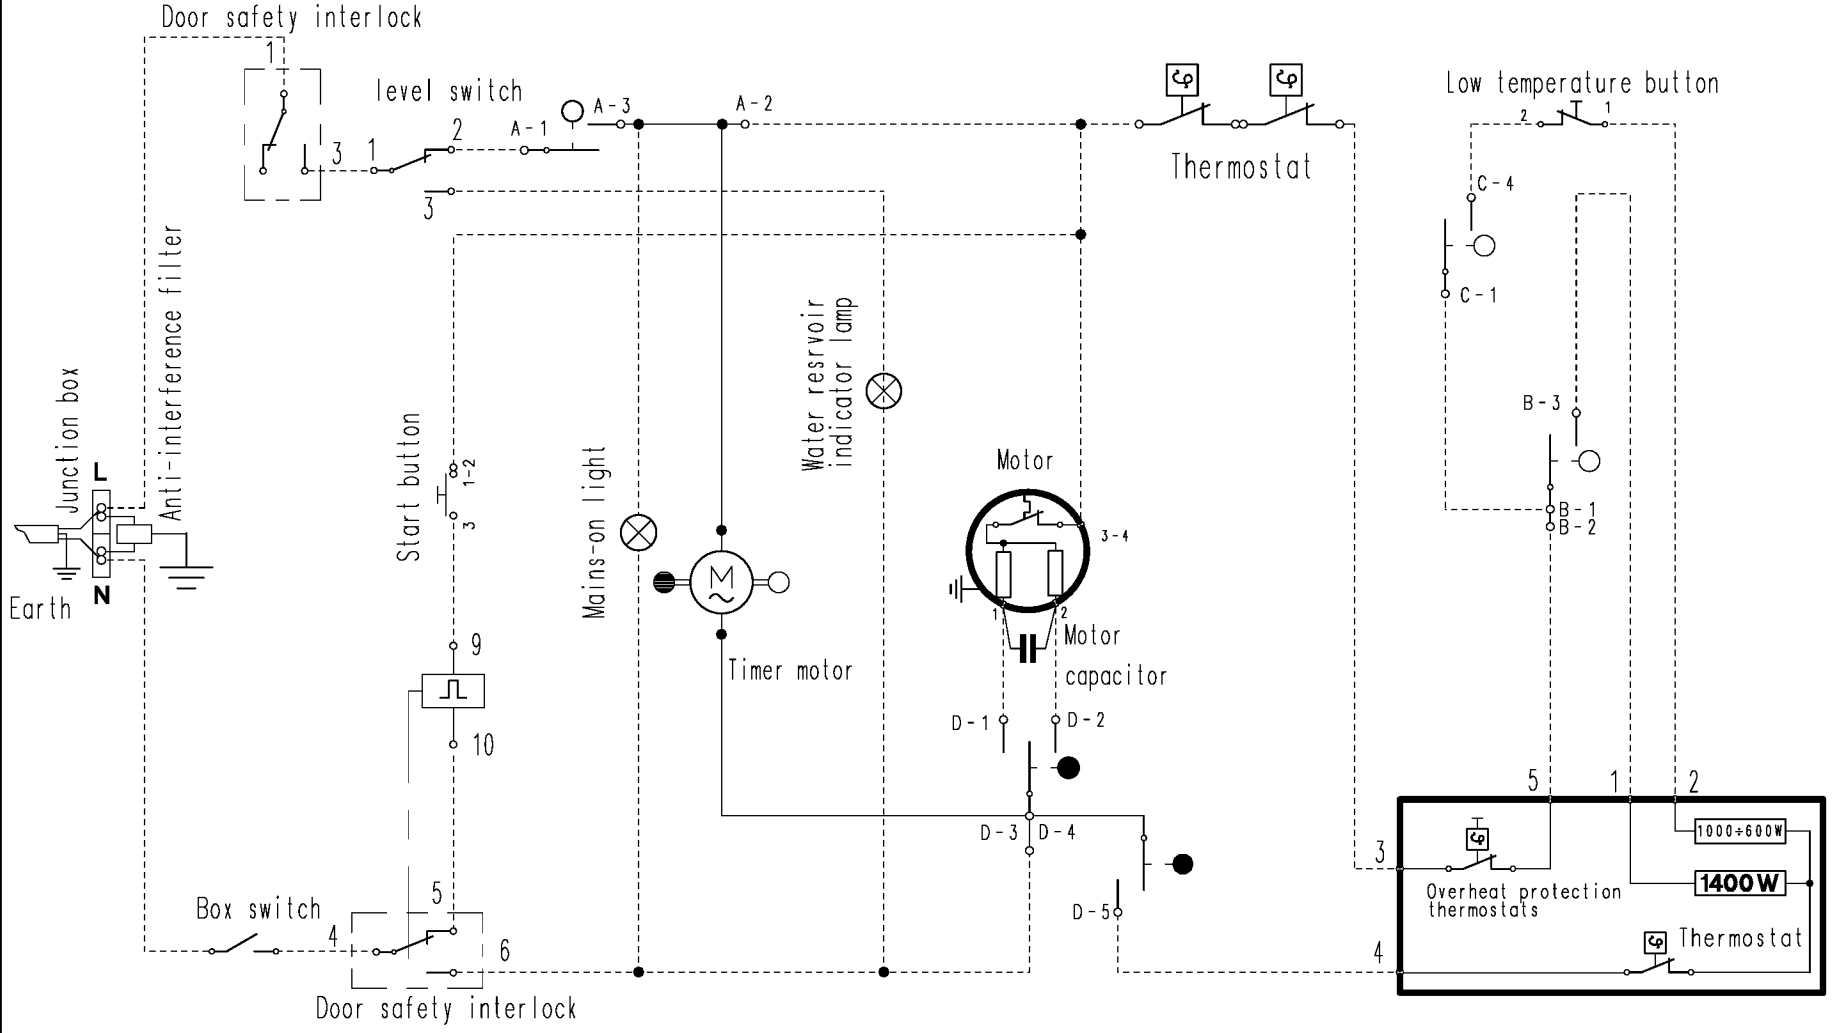 Door safety interlock
1
level switch
A-3
A-2
Low temperature button
2
1
2
A-1
3
1
3
Thermostat
C-4
C-1
Junction box
Anti-interference filter
L
N
Earth
Start button
1-2
3
Mains-on light
Water resrvoir
indicator lamp
M
Timer motor
Motor
3-4
1
2
Motor
capacitor
B-3
B-1
B-2
9
10
D-1
D-2
D-3
D-4
D-5
5
1
2
1000÷600W
3
1400W
Overheat protection
thermostats
Thermostat
4
Box switch
5
4
6
Door safety interlock